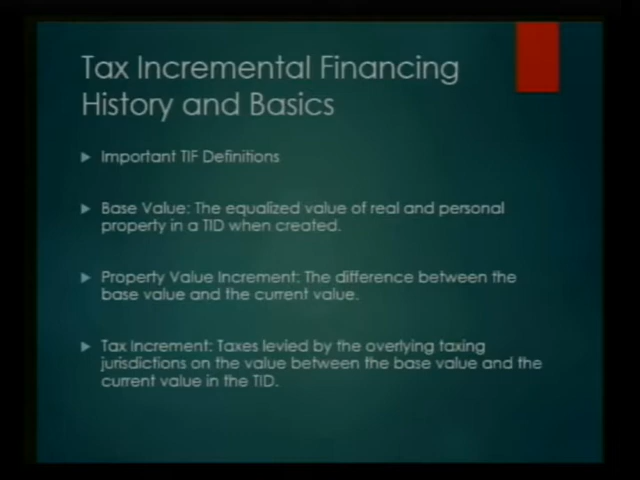 Tax Incremental Financing
History and Basics
Important TIF Definitions
Base Value: The equalized value of real and personal
property in a TID when created.
Property Value Increment: The difference between the
base value and the current value.
Tax Increment: Taxes levied by the overlying taxing
jurisdictions on the value between the base value and the
current value in the TID.